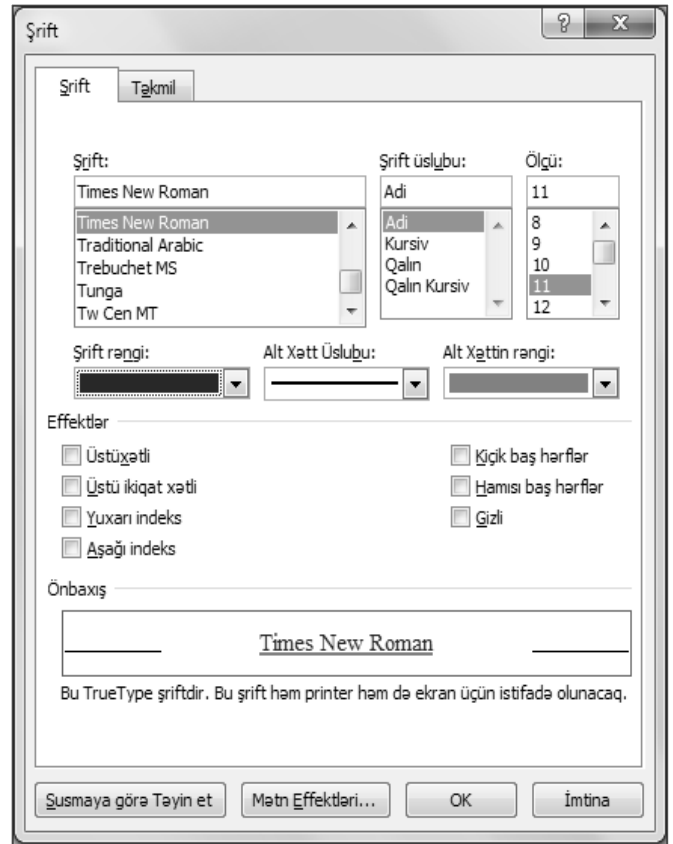 Şrift
Şrift Təkmil
Şrift: Şrift üslubu: Ölçü:
Times New Roman Adi 11
Times New Roman Adi 8
Traditional Arabic Kursiv 9
Trebuchet MS Qalın 10
Tunga Qalın Kursiv 11
Tw Cen MT 12
Şrift rəngi: Alt Xətt Üslubu: Alt Xəttin rəngi:
Effektlər
Üstüxətli Kiçik baş hərflər
Üstü ikiqat xətli Hamısı baş hərflər
Yuxarı indeks Gizli
Aşağı indeks
Önbaxış
Times New Roman
Bu TrueType şriftdir. Bu şrift həm printer həm də ekran üçün istifadə olunacaq.
Susmaya görə Təyin et Mətn Effektləri... OK İmtina